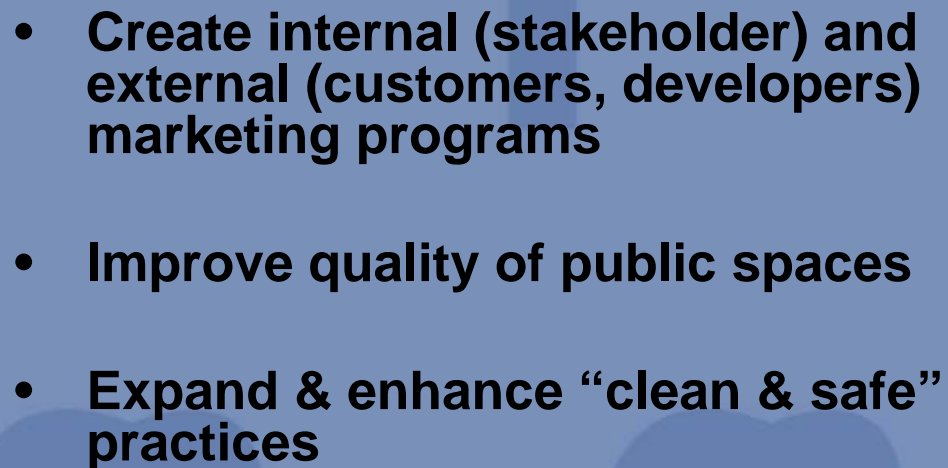 • Create internal (stakeholder) and
external (customers, developers)
marketing programs
• Improve quality of public spaces
• Expand & enhance “clean & safe”
practices